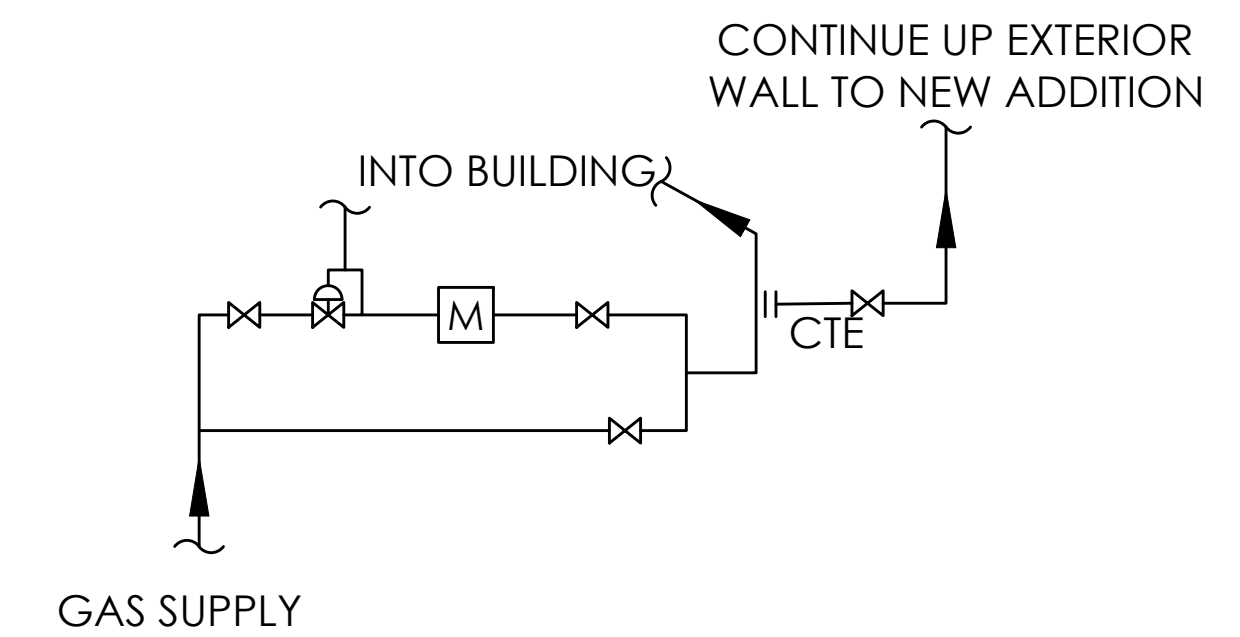 CONTINUE UP EXTERIOR
WALL TO NEW ADDITION
INTO BUILDING
M
CTE
GAS SUPPLY